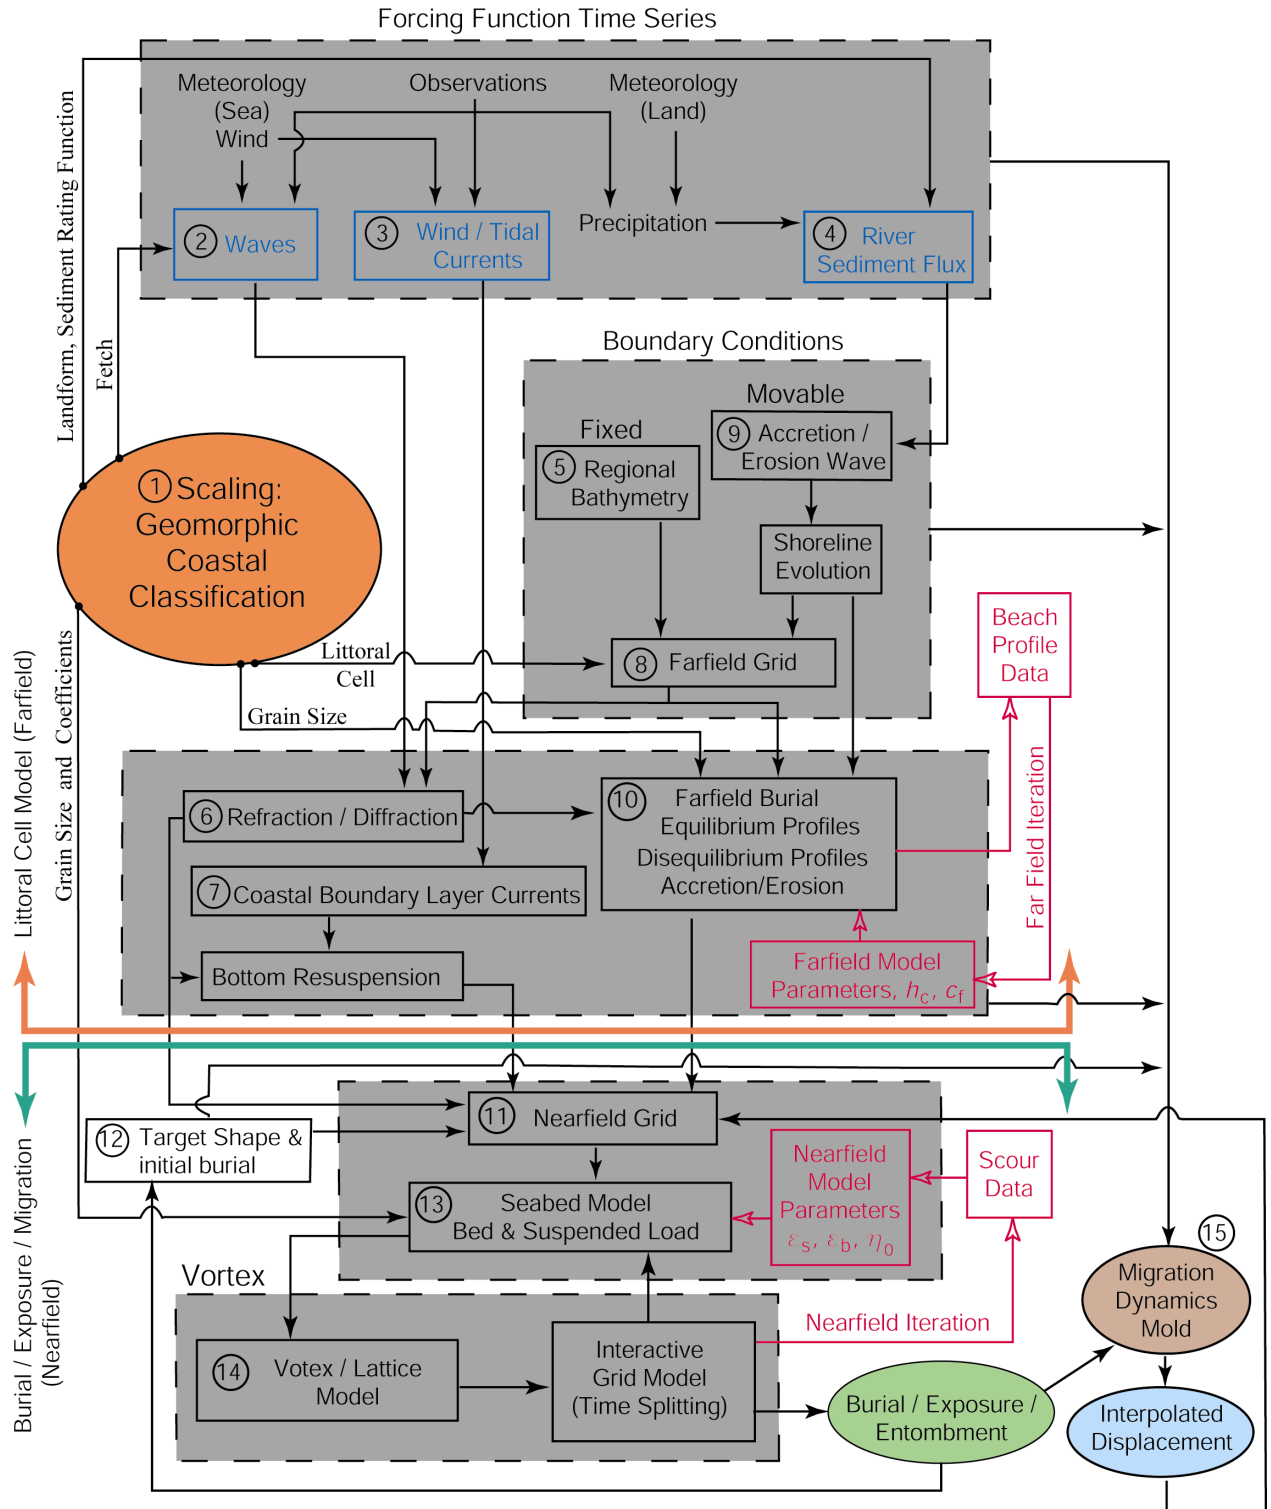 Forcing Function Time Series
Meteorology
(Sea)
Wind
Observations
Meteorology
(Land)
Precipitation
2 Waves
3 Wind / Tidal
Currents
4 River
Sediment Flux
Landform, Sediment Rating Function
Fetch
Boundary Conditions
Movable
9 Accretion /
Erosion Wave
Fixed
5 Regional
Bathymetry
Shoreline
Evolution
8 Farfield Grid
1 Scaling:
Geomorphic
Coastal
Classification
Littoral
Cell
Grain Size
Grain Size and Coefficients
Littoral Cell Model (Farfield)
Beach
Profile
Data
Far Field Iteration
6 Refraction / Diffraction
7 Coastal Boundary Layer Currents
Bottom Resuspension
10 Farfield Burial
Equilibrium Profiles
Disequilibrium Profiles
Accretion/Erosion
Farfield Model
Parameters, hc, cf
Burial / Exposure / Migration
(Nearfield)
11 Nearfield Grid
12 Target Shape &
initial burial
13 Seabed Model
Bed & Suspended Load
Nearfield
Model
Parameters
εs, εb, η0
Scour
Data
Vortex
14 Votex / Lattice
Model
Interactive
Grid Model
(Time Splitting)
Nearfield Iteration
Burial / Exposure /
Entombment
15
Migration
Dynamics
Mold
Interpolated
Displacement